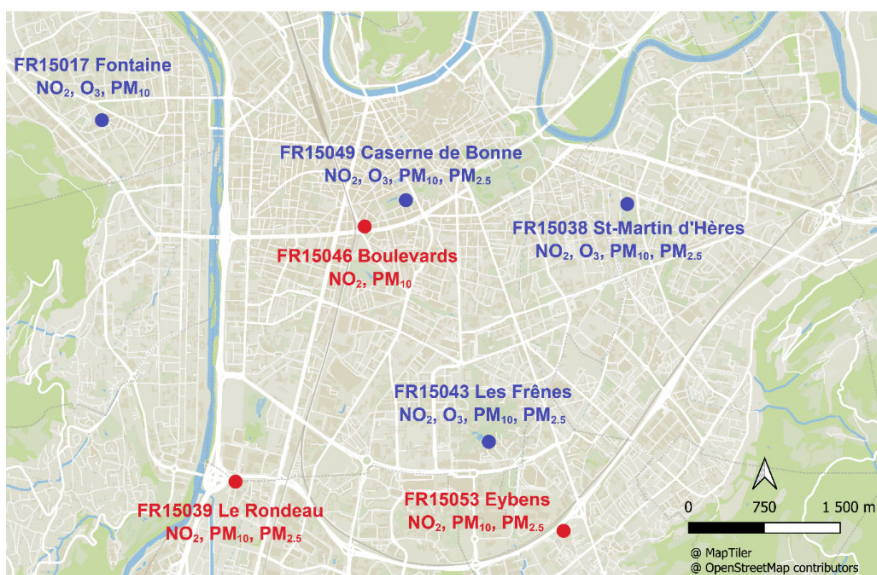 FR15017 Fontaine
NO₂, O₃, PM₁₀
FR15049 Caserne de Bonne
NO₂, O₃, PM₁₀, PM₂.₅
FR15038 St-Martin d'Hères
NO₂, O₃, PM₁₀, PM₂.₅
FR15046 Boulevards
NO₂, PM₁₀
FR15043 Les Frênes
NO₂, O₃, PM₁₀, PM₂.₅
FR15039 Le Rondeau
NO₂, PM₁₀, PM₂.₅
FR15053 Eybens
NO₂, PM₁₀, PM₂.₅
0 750 1 500 m
@ MapTiler
@ OpenStreetMap contributors